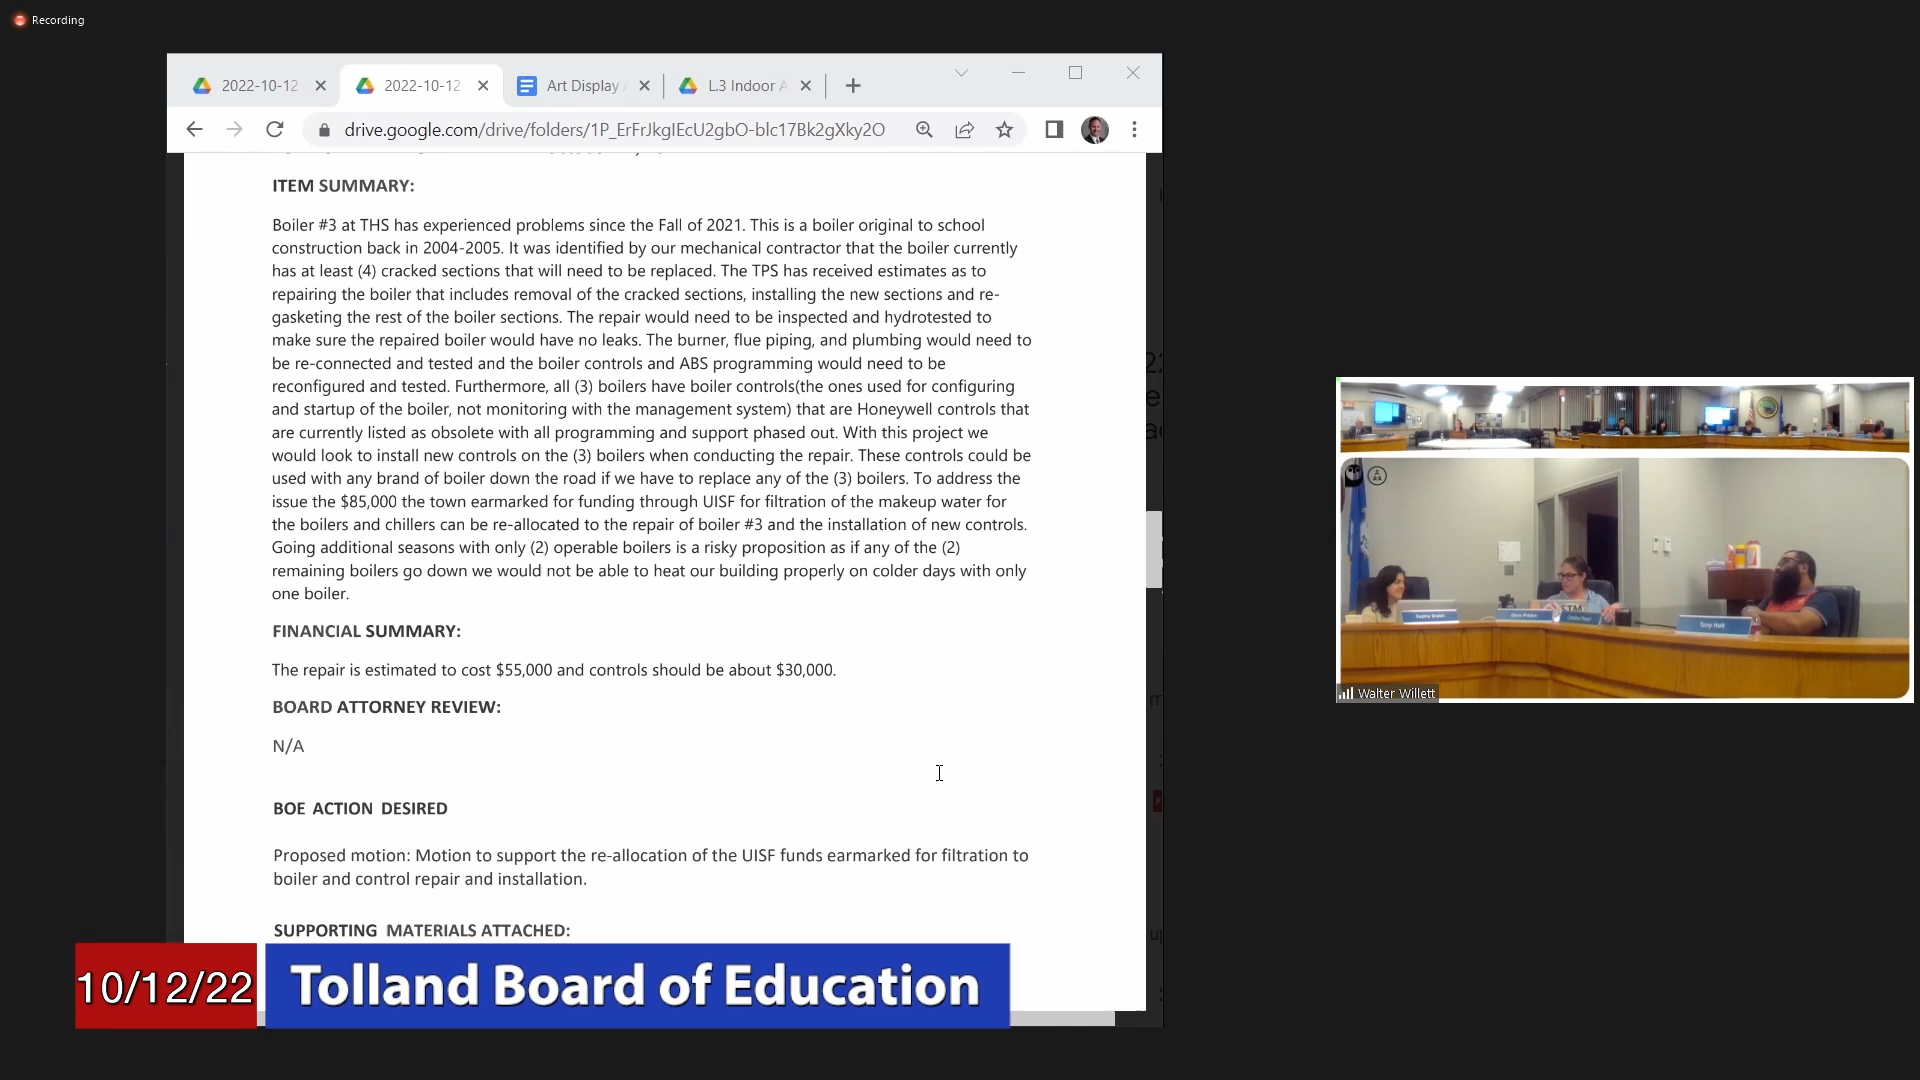 Recording
2022-10-12
2022-10-12
Art Display
L.3 Indoor A
drive.google.com/drive/folders/1P_ErFrJkgIEcU2gbO-blc17Bk2gXky2O
ITEM SUMMARY:
Boiler #3 at THS has experienced problems since the Fall of 2021. This is a boiler original to school
construction back in 2004-2005. It was identified by our mechanical contractor that the boiler currently
has at least (4) cracked sections that will need to be replaced. The TPS has received estimates as to
repairing the boiler that includes removal of the cracked sections, installing the new sections and re-
gasketing the rest of the boiler sections. The repair would need to be inspected and hydrotested to
make sure the repaired boiler would have no leaks. The burner, flue piping, and plumbing would need to
be re-connected and tested and the boiler controls and ABS programming would need to be
reconfigured and tested. Furthermore, all (3) boilers have boiler controls(the ones used for configuring
and startup of the boiler, not monitoring with the management system) that are Honeywell controls that
are currently listed as obsolete with all programming and support phased out. With this project we
would look to install new controls on the (3) boilers when conducting the repair. These controls could be
used with any brand of boiler down the road if we have to replace any of the (3) boilers. To address the
issue the $85,000 the town earmarked for funding through UISF for filtration of the makeup water for
the boilers and chillers can be re-allocated to the repair of boiler #3 and the installation of new controls.
Going additional seasons with only (2) operable boilers is a risky proposition as if any of the (2)
remaining boilers go down we would not be able to heat our building properly on colder days with only
one boiler.
FINANCIAL SUMMARY:
The repair is estimated to cost $55,000 and controls should be about $30,000.
BOARD ATTORNEY REVIEW:
N/A
BOE ACTION DESIRED
Proposed motion: Motion to support the re-allocation of the UISF funds earmarked for filtration to
boiler and control repair and installation.
SUPPORTING MATERIALS ATTACHED:
10/12/22
Tolland Board of Education
Tony Holt
Walter Willett